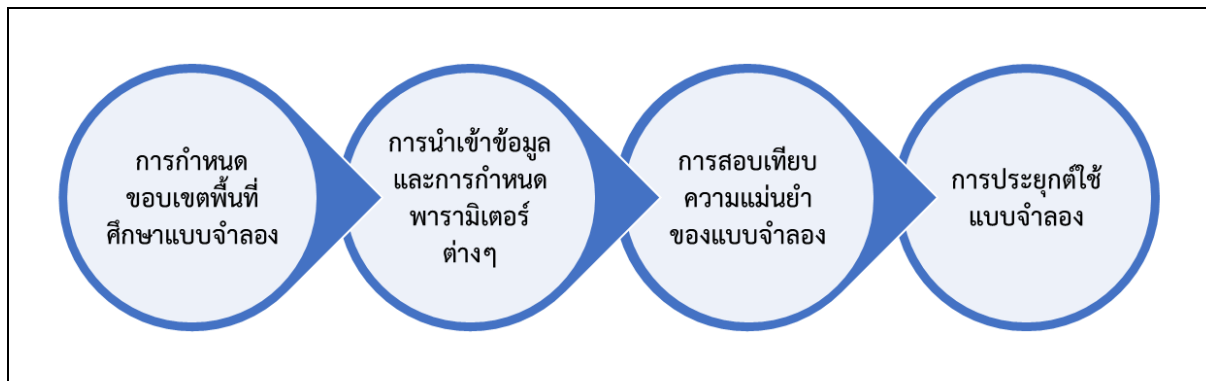 การกำหนด
ขอบเขตพื้นที่
ศึกษาแบบจำลอง
การนำเข้าข้อมูล
และการกำหนด
พารามิเตอร์
ต่างๆ
การสอบเทียบ
ความแม่นยำ
ของแบบจำลอง
การประยุกต์ใช้
แบบจำลอง